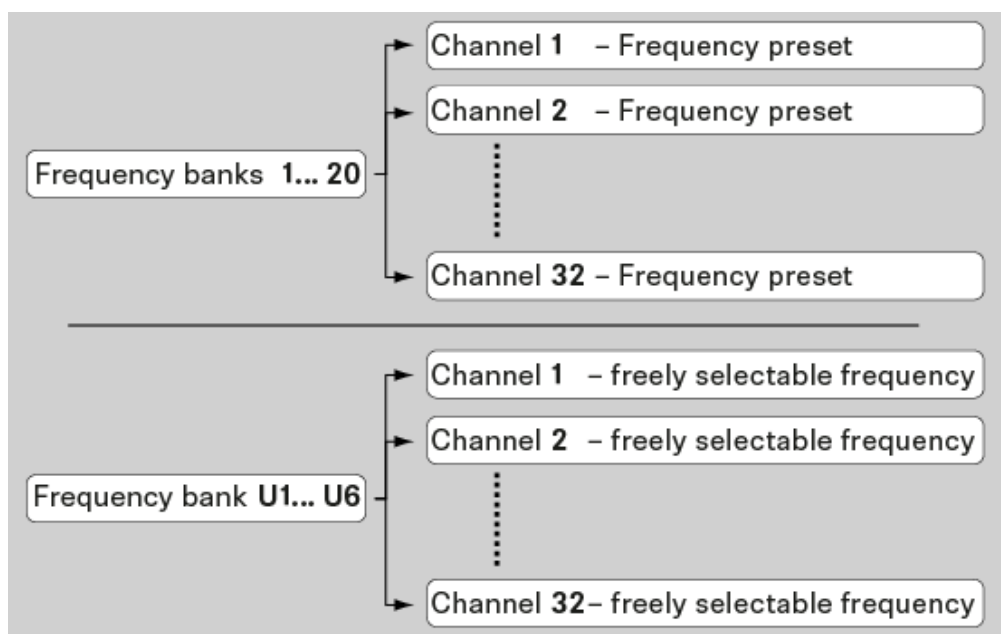 Channel 1 – Frequency preset
Channel 2 – Frequency preset
Frequency banks 1... 20
Channel 32 – Frequency preset
Channel 1 – freely selectable frequency
Channel 2 – freely selectable frequency
Frequency bank U1... U6
Channel 32 – freely selectable frequency